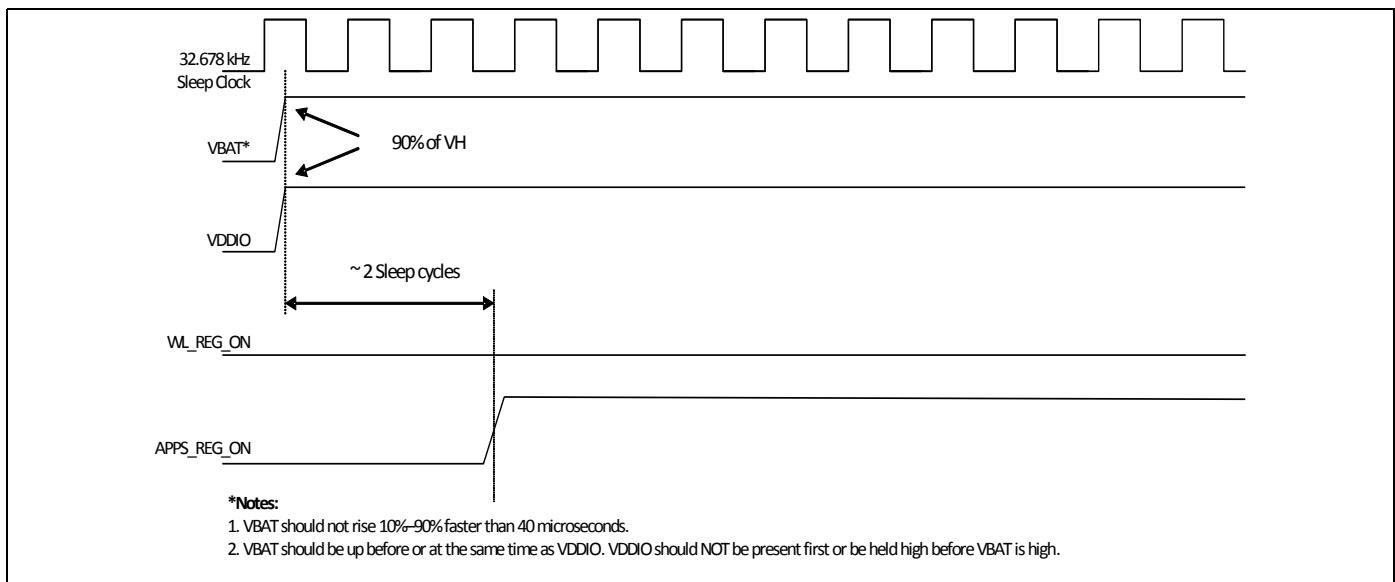 32.678 kHz
Sleep Clock
VBAT*
90% of VH
VDDIO
~ 2 Sleep cycles
WL_REG_ON
APPS_REG_ON
*Notes:
1. VBAT should not rise 10%–90% faster than 40 microseconds.
2. VBAT should be up before or at the same time as VDDIO. VDDIO should NOT be present first or be held high before VBAT is high.